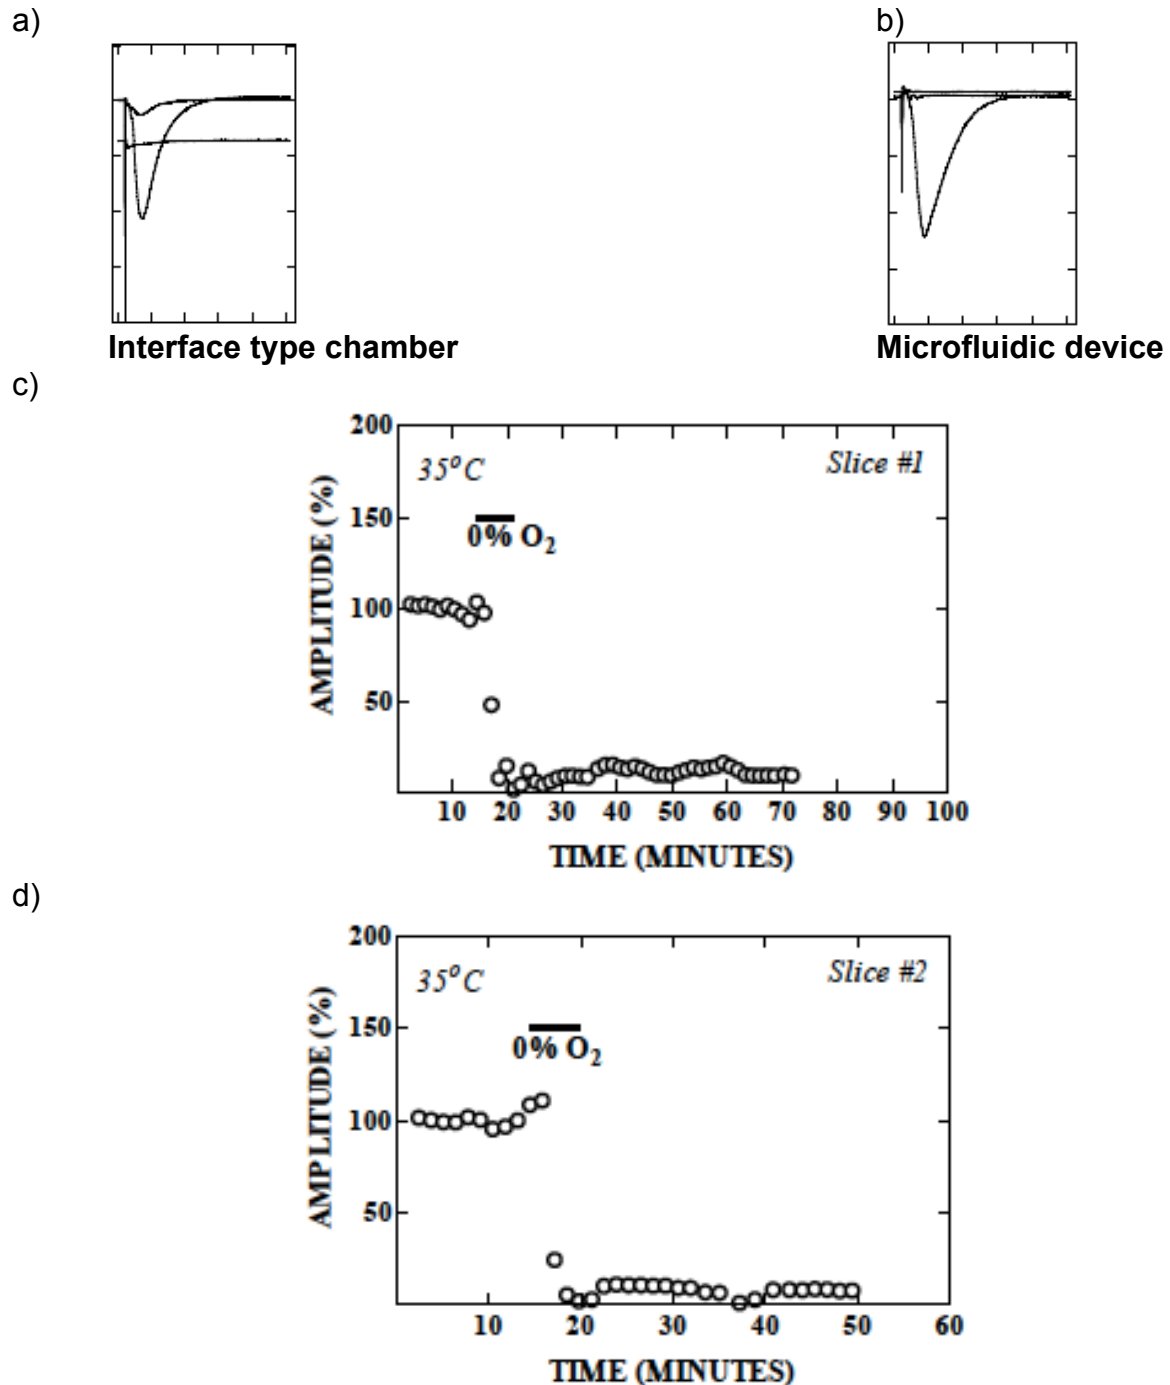 a)
b)
Interface type chamber
Microfluidic device
c)
200
35°C
Slice #1
150
0% O₂
100
50
AMPLITUDE (%)
10 20 30 40 50 60 70 80 90 100
TIME (MINUTES)
d)
200
35°C
Slice #2
150
0% O₂
100
50
AMPLITUDE (%)
10 20 30 40 50 60
TIME (MINUTES)